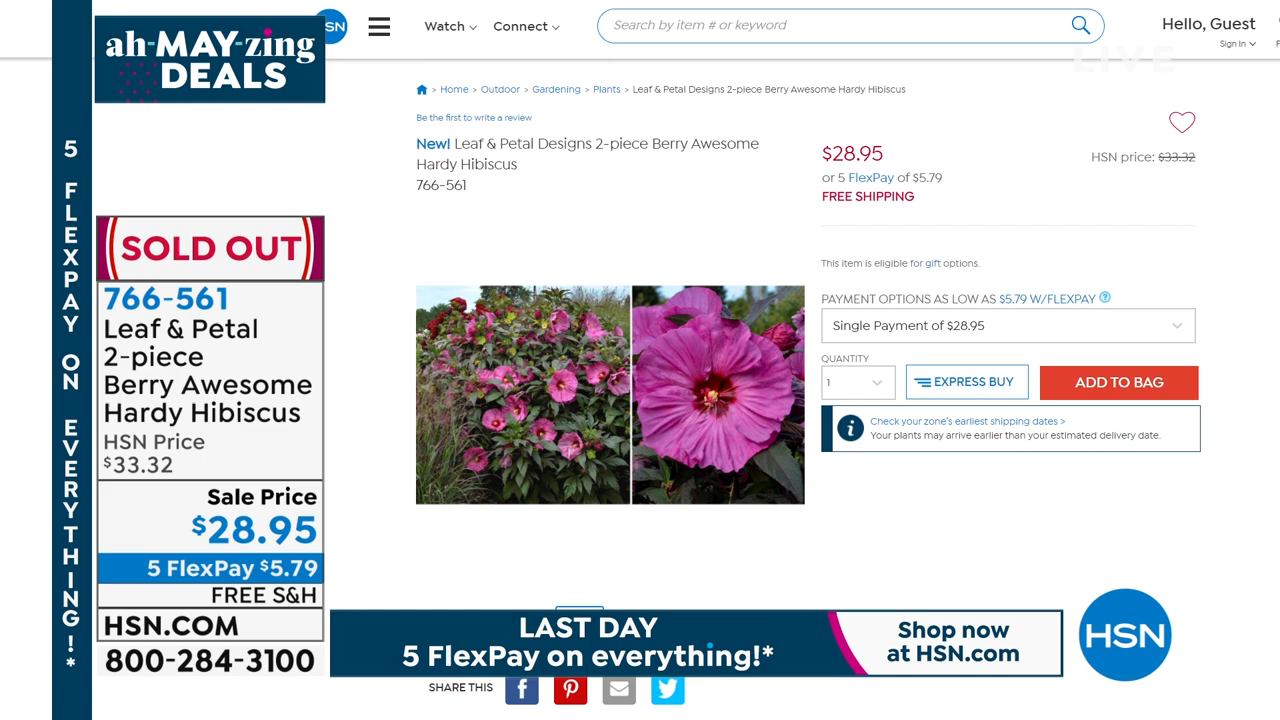 ah-MAY-zing
DEALS
HSN
Watch
Connect
Search by item # or keyword
Hello, Guest
Sign In
LIVE
Home > Outdoor > Gardening > Plants > Leaf & Petal Designs 2-piece Berry Awesome Hardy Hibiscus
Be the first to write a review
New! Leaf & Petal Designs 2-piece Berry Awesome
Hardy Hibiscus
766-561
$28.95
HSN price: $33.32
or 5 FlexPay of $5.79
FREE SHIPPING
This item is eligible for gift options.
PAYMENT OPTIONS AS LOW AS $5.79 W/FLEXPAY ?
Single Payment of $28.95
QUANTITY
1
EXPRESS BUY
ADD TO BAG
i
Check your zone's earliest shipping dates >
Your plants may arrive earlier than your estimated delivery date.
5 FLEXPAY ON EVERYTHING!*
SOLD OUT
766-561
Leaf & Petal
2-piece
Berry Awesome
Hardy Hibiscus
HSN Price
$33.32
Sale Price
$28.95
5 FlexPay $5.79
FREE S&H
HSN.COM
800-284-3100
LAST DAY
5 FlexPay on everything!*
Shop now
at HSN.com
HSN
SHARE THIS